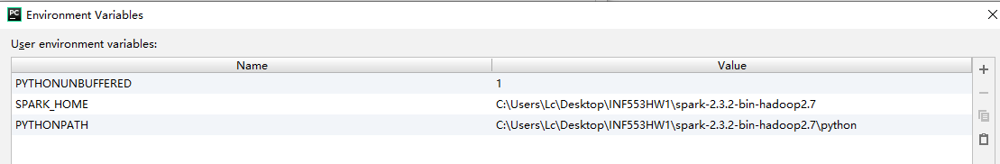 PC Environment Variables
User environment variables:
Name Value
PYTHONUNBUFFERED 1
SPARK_HOME C:\Users\Lc\Desktop\INF553HW1\spark-2.3.2-bin-hadoop2.7
PYTHONPATH C:\Users\Lc\Desktop\INF553HW1\spark-2.3.2-bin-hadoop2.7\python